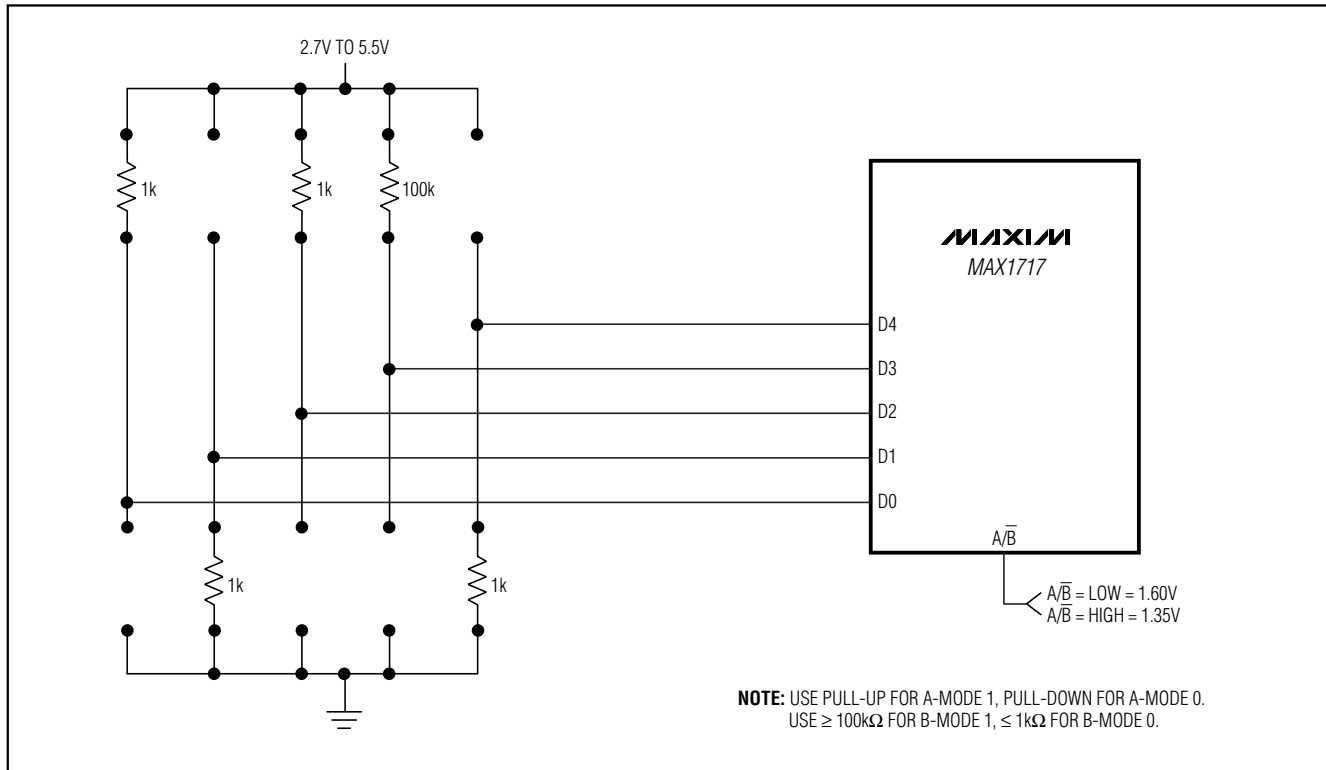 2.7V TO 5.5V
1k
1k
100k
MAXIM
MAX1717
D4
D3
D2
D1
D0
1k
1k
A/B̅
A/B̅ = LOW = 1.60V
A/B̅ = HIGH = 1.35V
NOTE: USE PULL-UP FOR A-MODE 1, PULL-DOWN FOR A-MODE 0.
USE ≥ 100kΩ FOR B-MODE 1, ≤ 1kΩ FOR B-MODE 0.